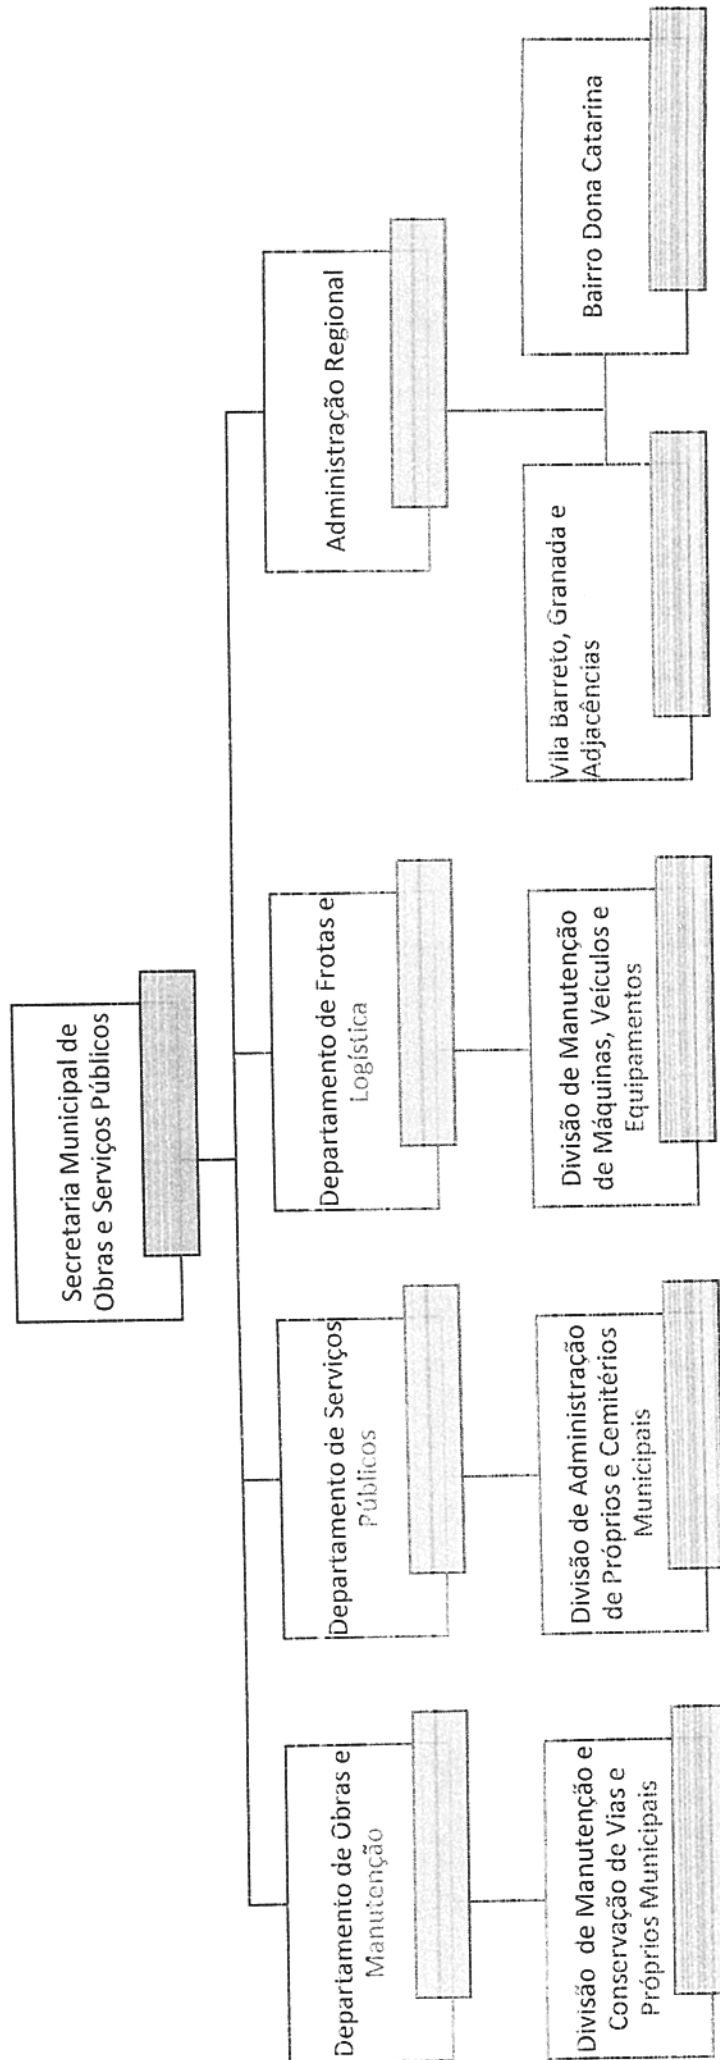 Secretaria Municipal de
Obras e Serviços Públicos
Departamento de Obras e
Manutenção
Departamento de Serviços
Públicos
Departamento de Frotas e
Logística
Administração Regional
Divisão de Manutenção e
Conservação de Vias e
Próprios Municipais
Divisão de Administração
de Próprios e Cemitérios
Municipais
Divisão de Manutenção
de Máquinas, Veículos e
Equipamentos
Vila Barreto, Granada e
Adjacências
Bairro Dona Catarina